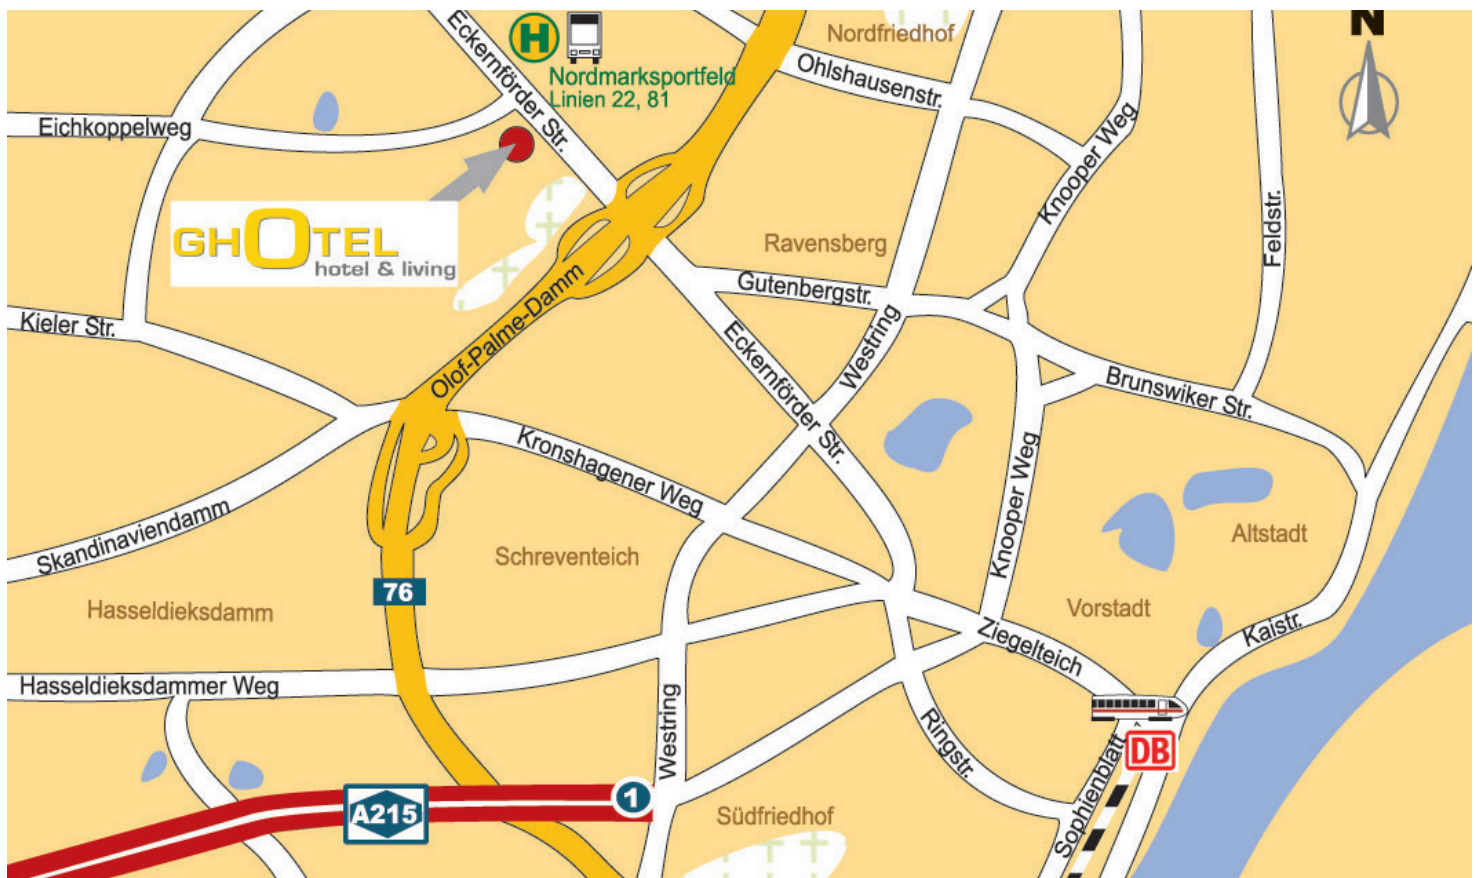 N
Nordfriedhof
Eckernförder Str.
H
Nordmarksportfeld
Linien 22, 81
Ohlshausenstr.
Eichkoppelweg
Knooper Weg
Feldstr.
GHOTEL
hotel & living
Ravensberg
Gutenbergstr.
Kieler Str.
Olof-Palme-Damm
Eckernförder Str.
Westring
Brunswiker Str.
Kronshagener Weg
Knooper Weg
Skandinaviendamm
Schreventeich
Altstadt
76
Hasseldieksdamm
Vorstadt
Ziegelteich
Kaistr.
Hasseldieksdammer Weg
Westring
Ringstr.
Sophienblatt
DB
A215
1
Südfriedhof